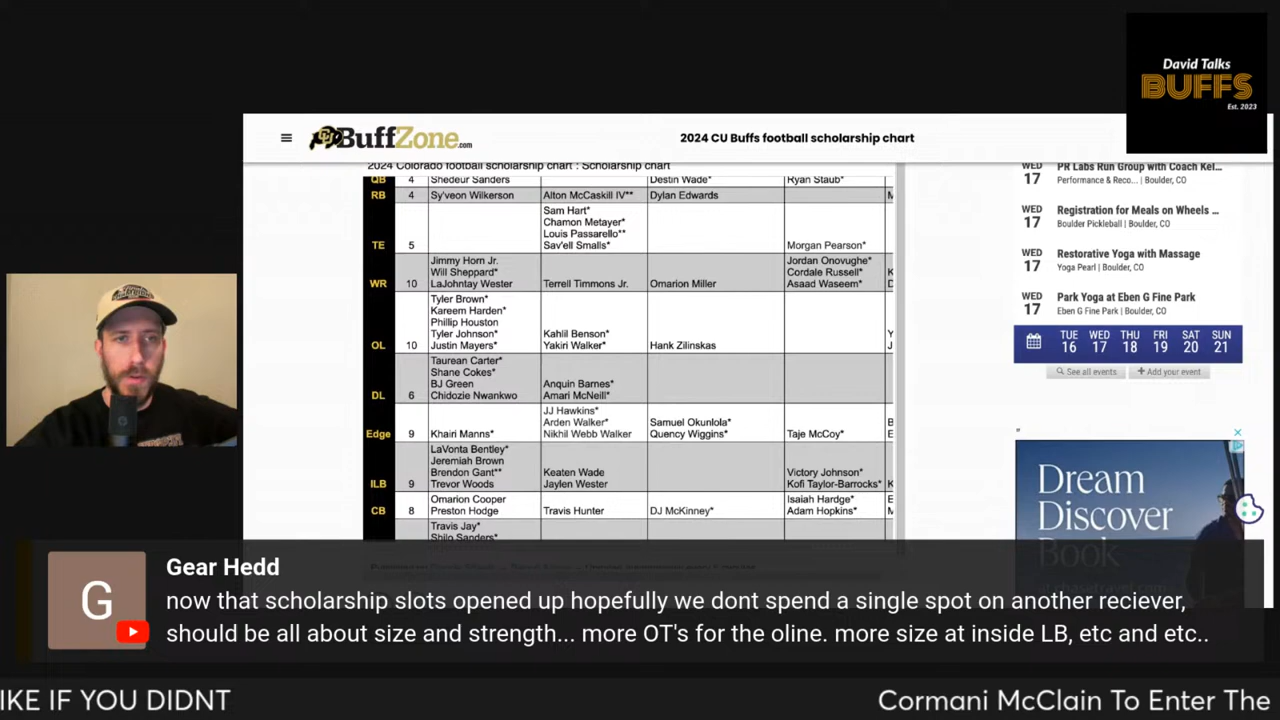 David Talks
BUFFS
Est. 2023
BuffZone.com
2024 CU Buffs football scholarship chart
2024 Colorado football scholarship chart : Scholarship chart
QB 4 Shedeur Sanders Destin Wade* Ryan Staub*
RB 4 Sy'veon Wilkerson Alton McCaskill IV** Dylan Edwards M
Sam Hart*
Chamon Metayer*
Louis Passarello**
Sav'ell Smalls*
TE 5 Morgan Pearson*
Jimmy Horn Jr. Jordan Onovughe*
Will Sheppard* Cordale Russell* K
WR 10 LaJohntay Wester Terrell Timmons Jr. Omarion Miller Asaad Waseem* D
Tyler Brown*
Kareem Harden*
Phillip Houston
Tyler Johnson* Kahlil Benson* Y
OL 10 Justin Mayers* Yakiri Walker* Hank Zilinskas J
Taurean Carter*
Shane Cokes*
BJ Green Anquin Barnes*
DL 6 Chidozie Nwankwo Amari McNeill*
JJ Hawkins*
Arden Walker* Samuel Okunlola* B
Edge 9 Khairi Manns* Nikhil Webb Walker Quency Wiggins* Taje McCoy* E
LaVonta Bentley*
Jeremiah Brown
Brendon Gant** Keaten Wade Victory Johnson*
ILB 9 Trevor Woods Jaylen Wester Kofi Taylor-Barrocks* K
Omarion Cooper Isaiah Hardge* E
CB 8 Preston Hodge Travis Hunter DJ McKinney* Adam Hopkins* M
Travis Jay*
Shilo Sanders*
WED
17
PR Labs Run Group with Coach Kel...
Performance & Reco... | Boulder, CO
WED
17
Registration for Meals on Wheels ...
Boulder Pickleball | Boulder, CO
WED
17
Restorative Yoga with Massage
Yoga Pearl | Boulder, CO
WED
17
Park Yoga at Eben G Fine Park
Eben G Fine Park | Boulder, CO
TUE WED THU FRI SAT SUN
16 17 18 19 20 21
See all events + Add your event
Dream
Discover
Book
G
Gear Hedd
now that scholarship slots opened up hopefully we dont spend a single spot on another reciever,
should be all about size and strength... more OT's for the oline. more size at inside LB, etc and etc..
IKE IF YOU DIDNT
Cormani McClain To Enter The